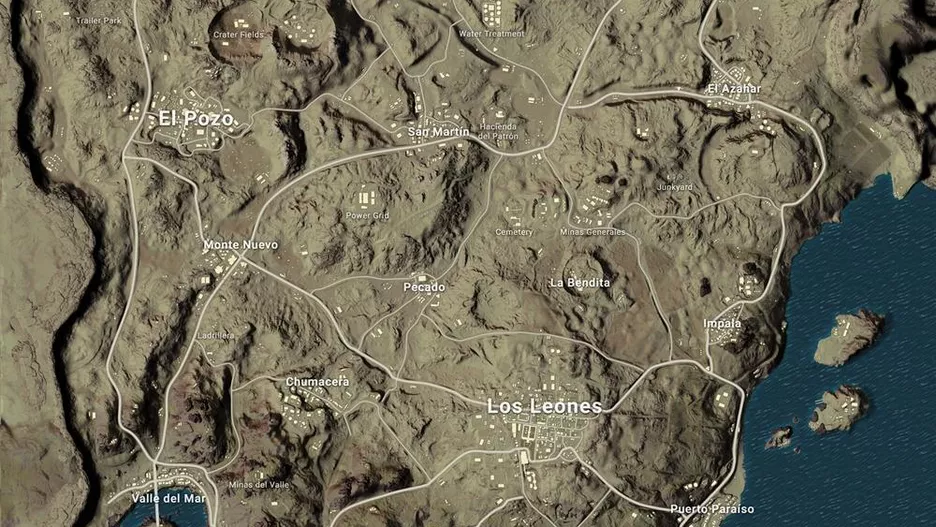 Trailer Park
Crater Fields
Water Treatment
El Azahar
El Pozo
San Martín
Hacienda
del Patrón
Junkyard
Power Grid
Cemetery
Minas Generales
Monte Nuevo
La Bendita
Pecado
Impala
Ladrillera
Chumacera
Los Leones
Minas del Valle
Valle del Mar
Puerto Paraíso